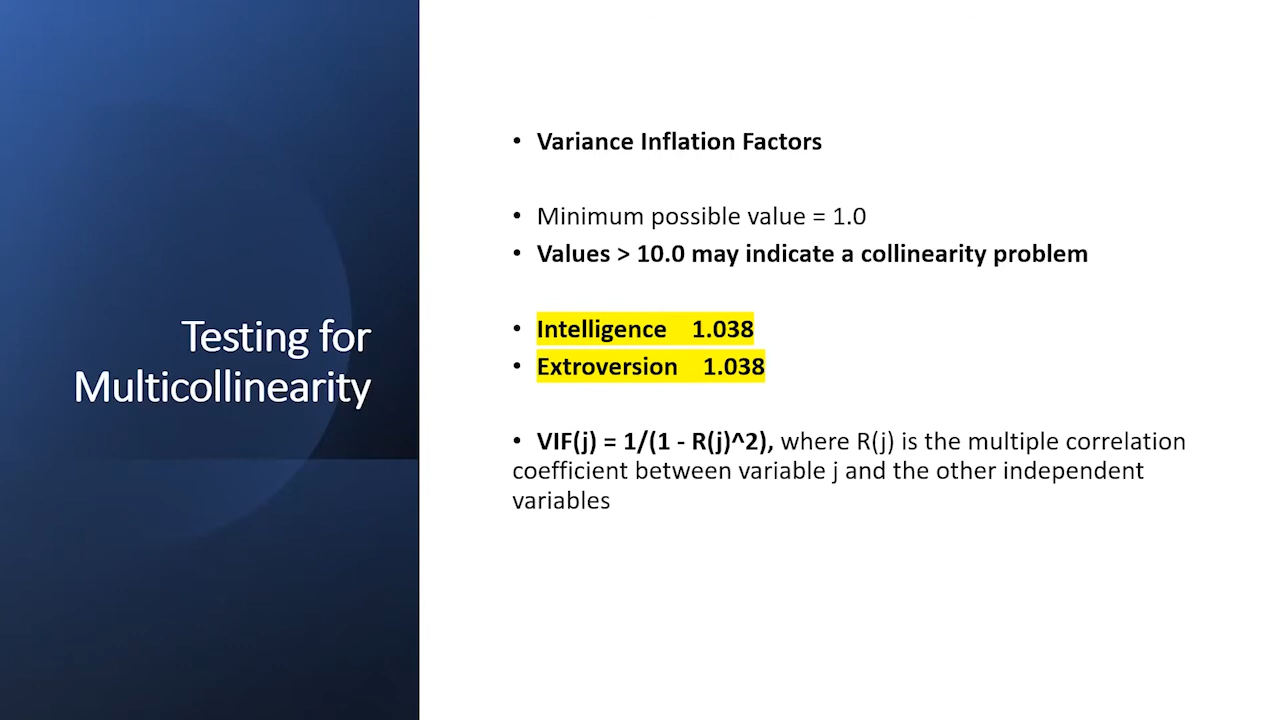 Testing for
Multicollinearity
• Variance Inflation Factors
• Minimum possible value = 1.0
• Values > 10.0 may indicate a collinearity problem
• Intelligence 1.038
• Extroversion 1.038
• VIF(j) = 1/(1 - R(j)^2), where R(j) is the multiple correlation
coefficient between variable j and the other independent
variables